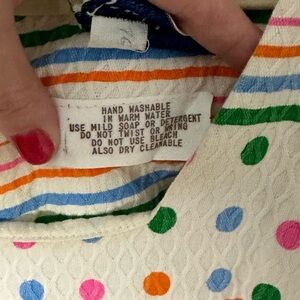 HAND WASHABLE
IN WARM WATER
USE MILD SOAP OR DETERGENT
DO NOT TWIST OR WRING
DO NOT USE BLEACH
ALSO DRY CLEANABLE